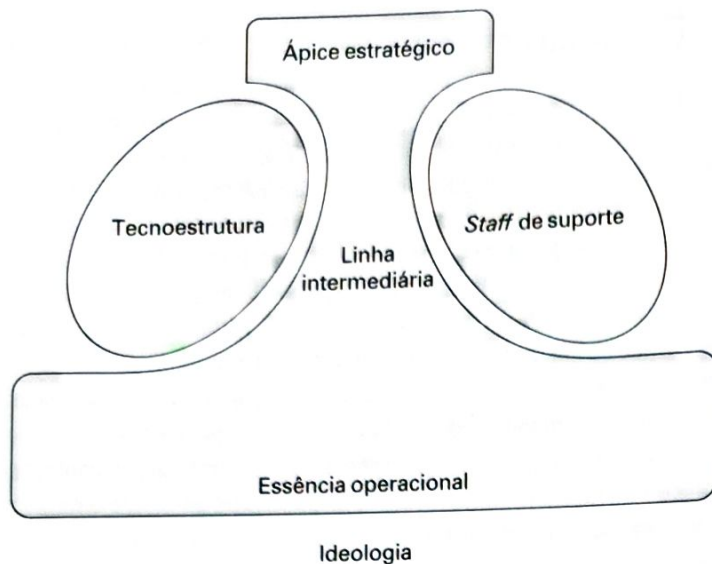 Ápice estratégico
Tecnoestrutura
Staff de suporte
Linha
intermediária
Essência operacional
Ideologia